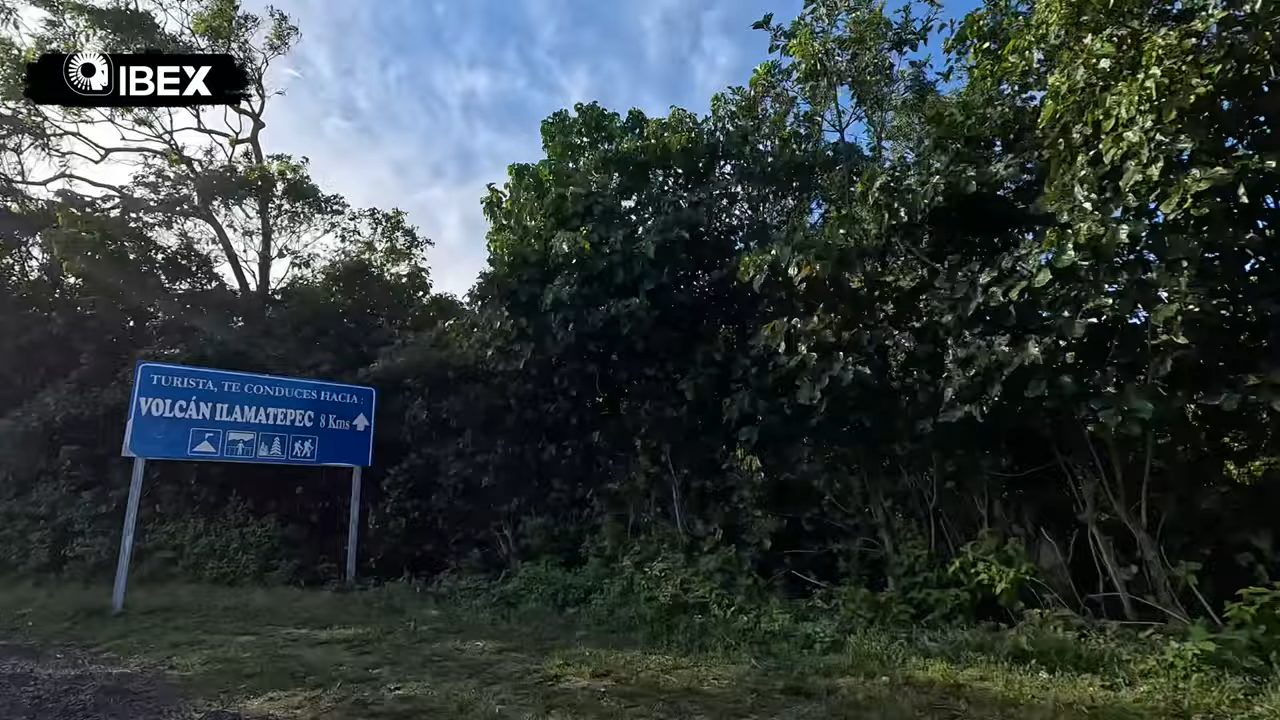 IBEX
TURISTA, TE CONDUCES HACIA:
VOLCÁN ILAMATEPEC 8 Kms